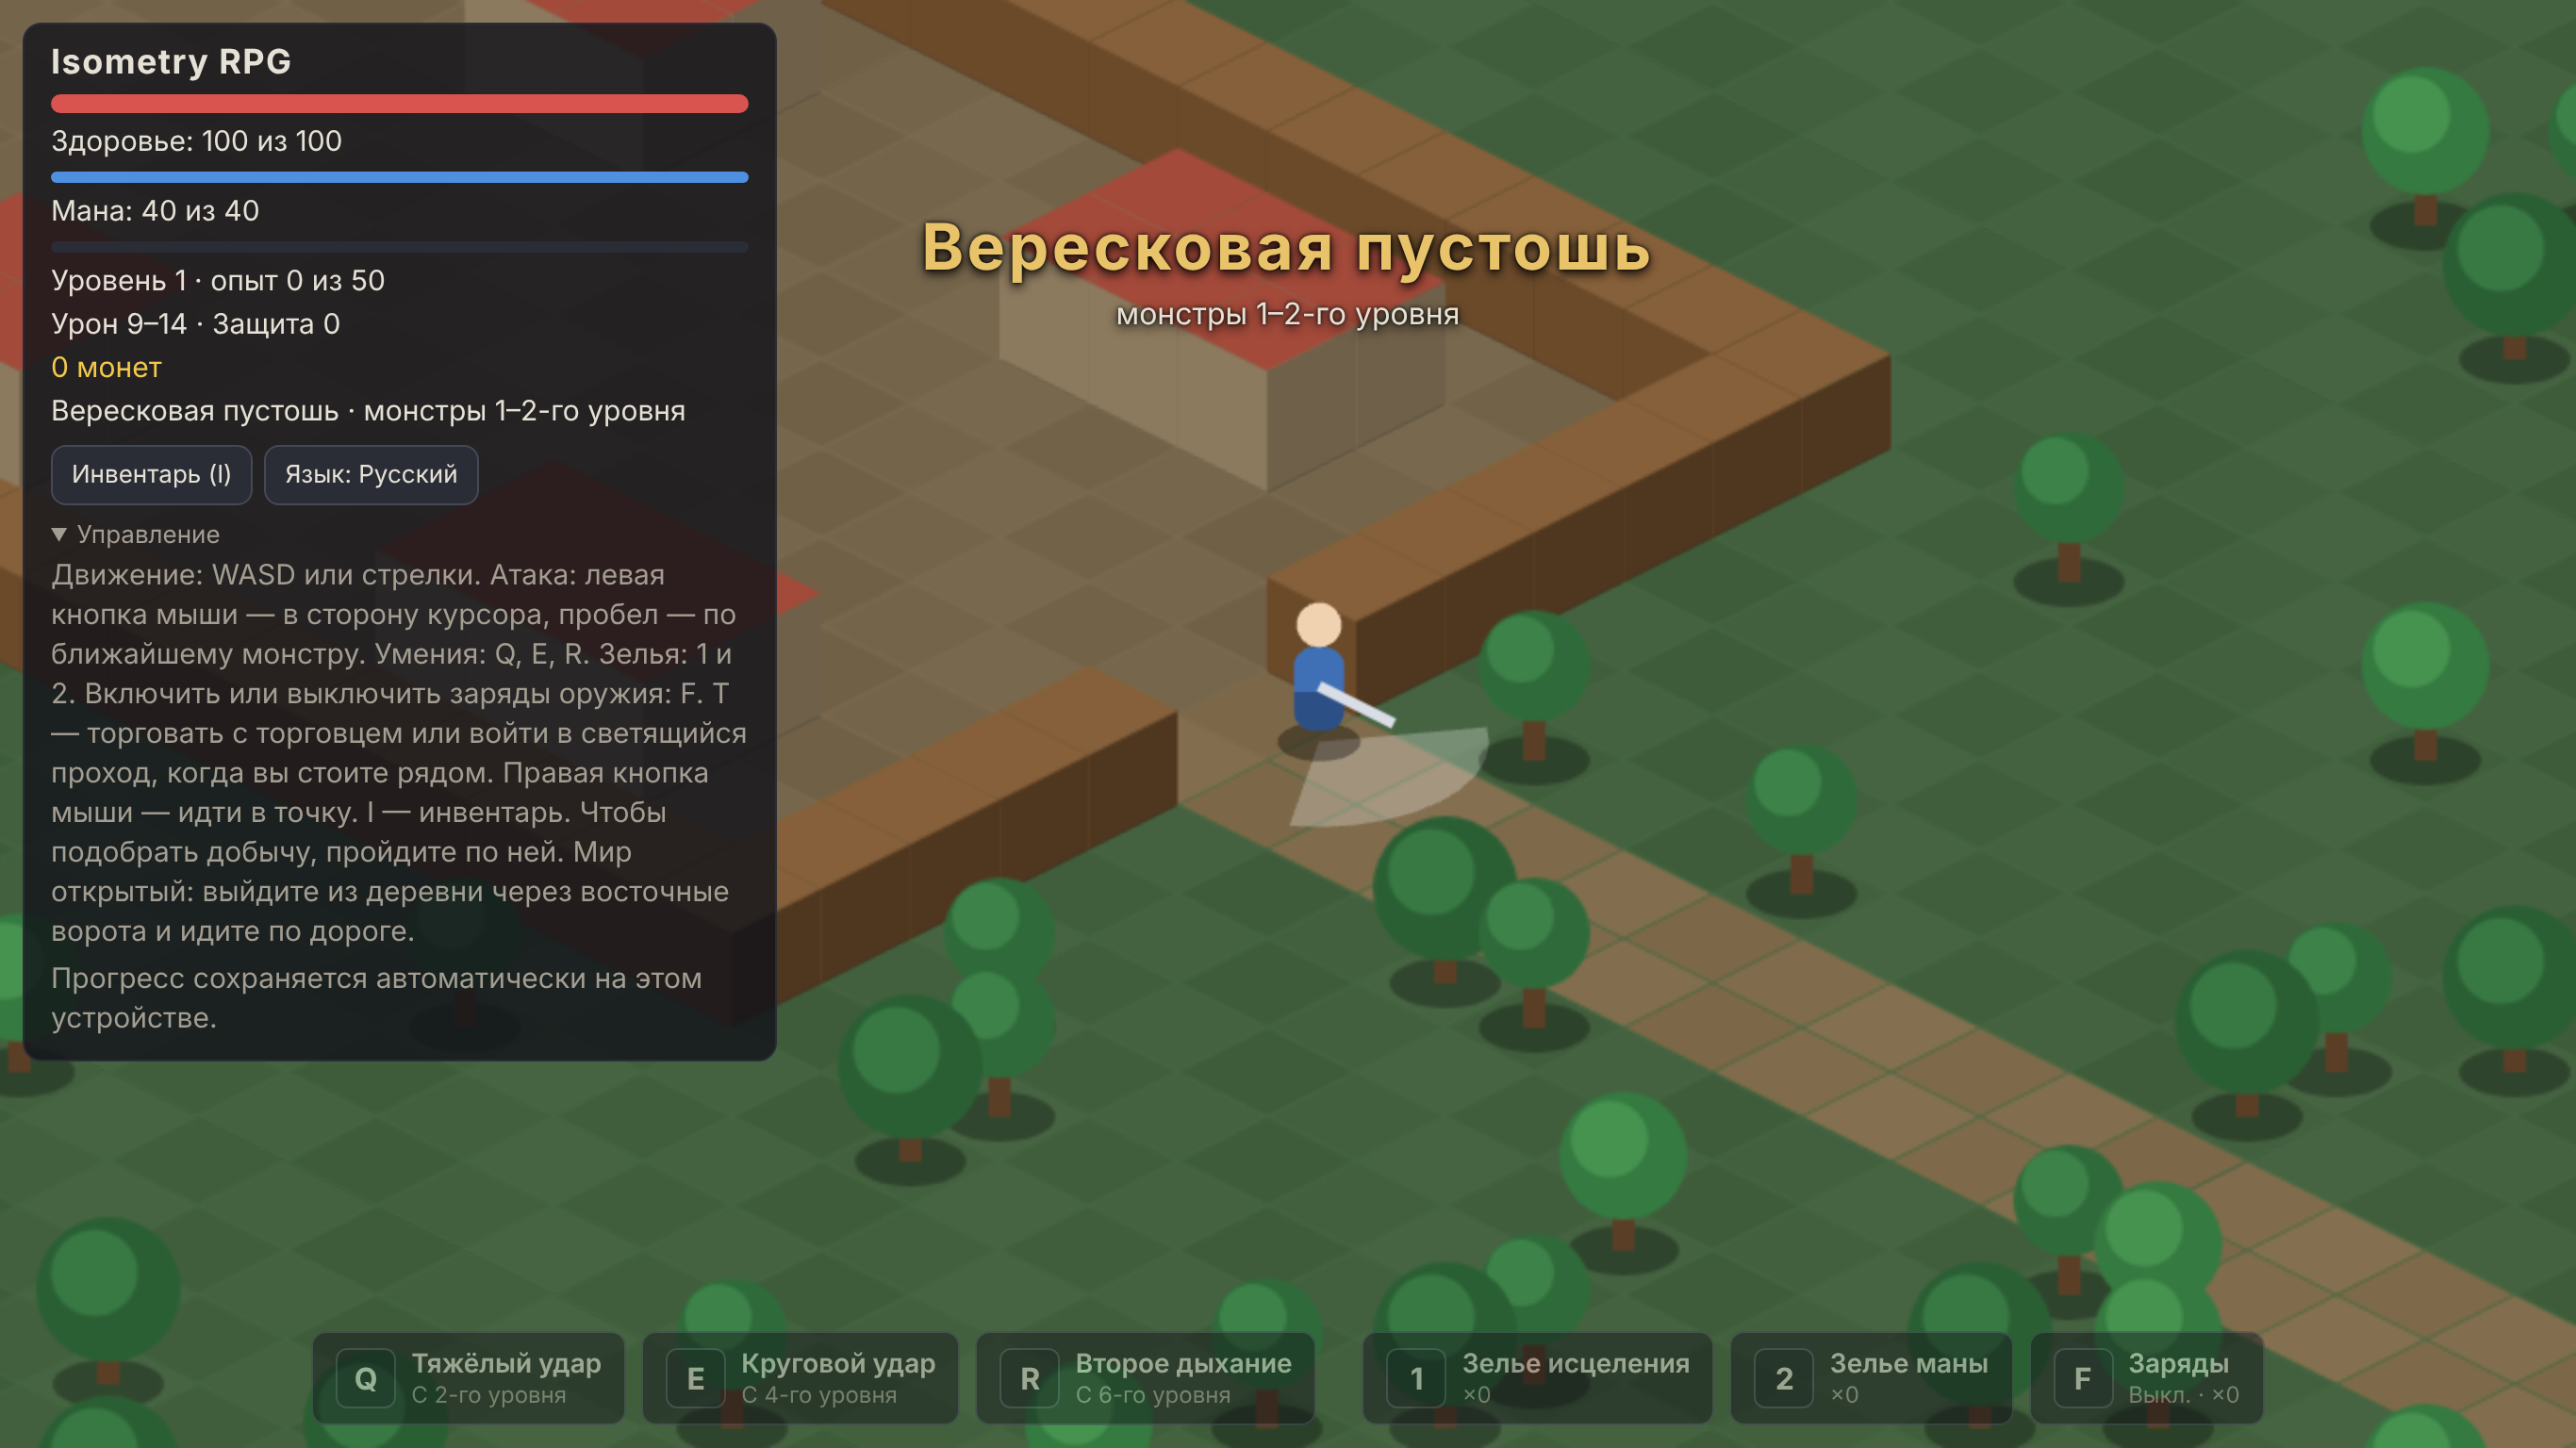 Isometry RPG
Здоровье: 100 из 100
Мана: 40 из 40
Уровень 1 · опыт 0 из 50
Урон 9–14 · Защита 0
0 монет
Вересковая пустошь · монстры 1–2-го уровня
Инвентарь (I)
Язык: Русский
▼ Управление
Движение: WASD или стрелки. Атака: левая
кнопка мыши — в сторону курсора, пробел — по
ближайшему монстру. Умения: Q, E, R. Зелья: 1 и
2. Включить или выключить заряды оружия: F. T
— торговать с торговцем или войти в светящийся
проход, когда вы стоите рядом. Правая кнопка
мыши — идти в точку. I — инвентарь. Чтобы
подобрать добычу, пройдите по ней. Мир
открытый: выйдите из деревни через восточные
ворота и идите по дороге.
Прогресс сохраняется автоматически на этом
устройстве.
Вересковая пустошь
монстры 1–2-го уровня
Q
Тяжёлый удар
С 2-го уровня
E
Круговой удар
С 4-го уровня
R
Второе дыхание
С 6-го уровня
1
Зелье исцеления
×0
2
Зелье маны
×0
F
Заряды
Выкл. · ×0